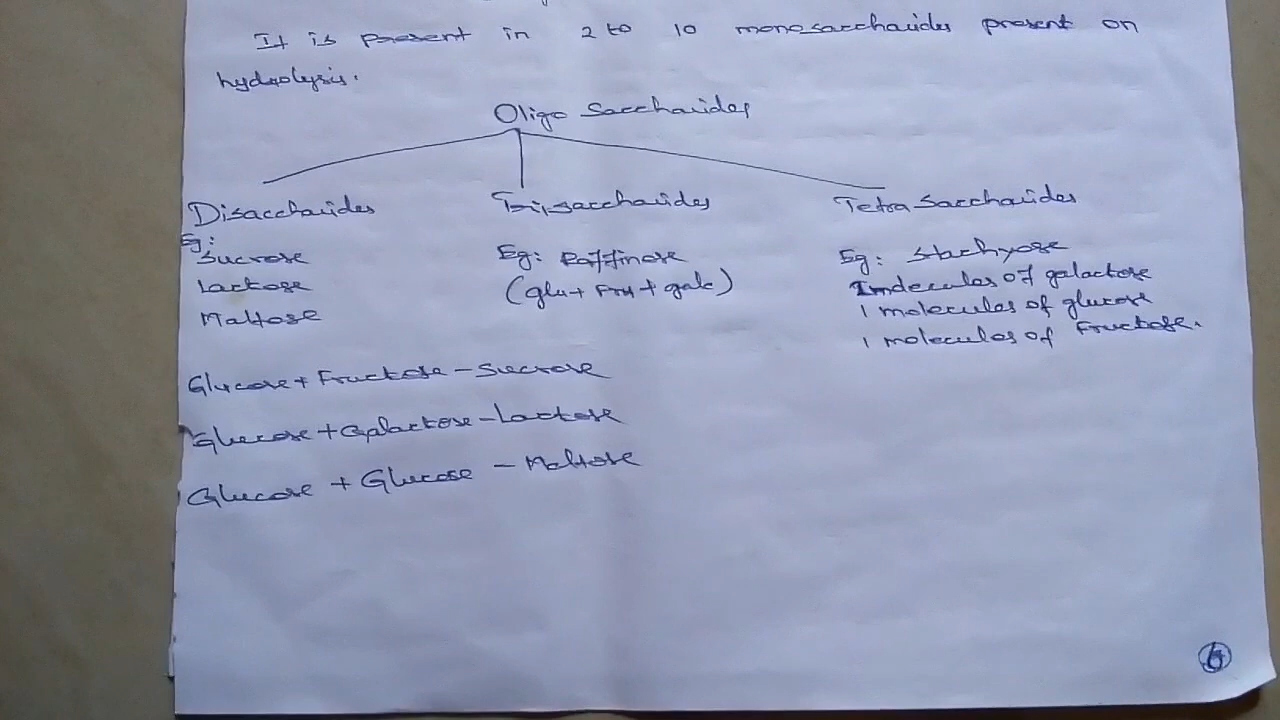 It is present in 2 to 10 monosaccharides present on
hydrolysis.
Oligo Saccharides
Disaccharides
Eg:
Sucrose
Lactose
Maltose
Trisaccharides
Eg: Raffinose
(glu + Fru + gala)
Tetra Saccharides
Eg: Stachyose
molecules of galactose
1 molecules of glucose
1 molecules of Fructose.
Glucose + Fructose - Sucrose
Glucose + Galactose - Lactose
Glucose + Glucose - Maltose